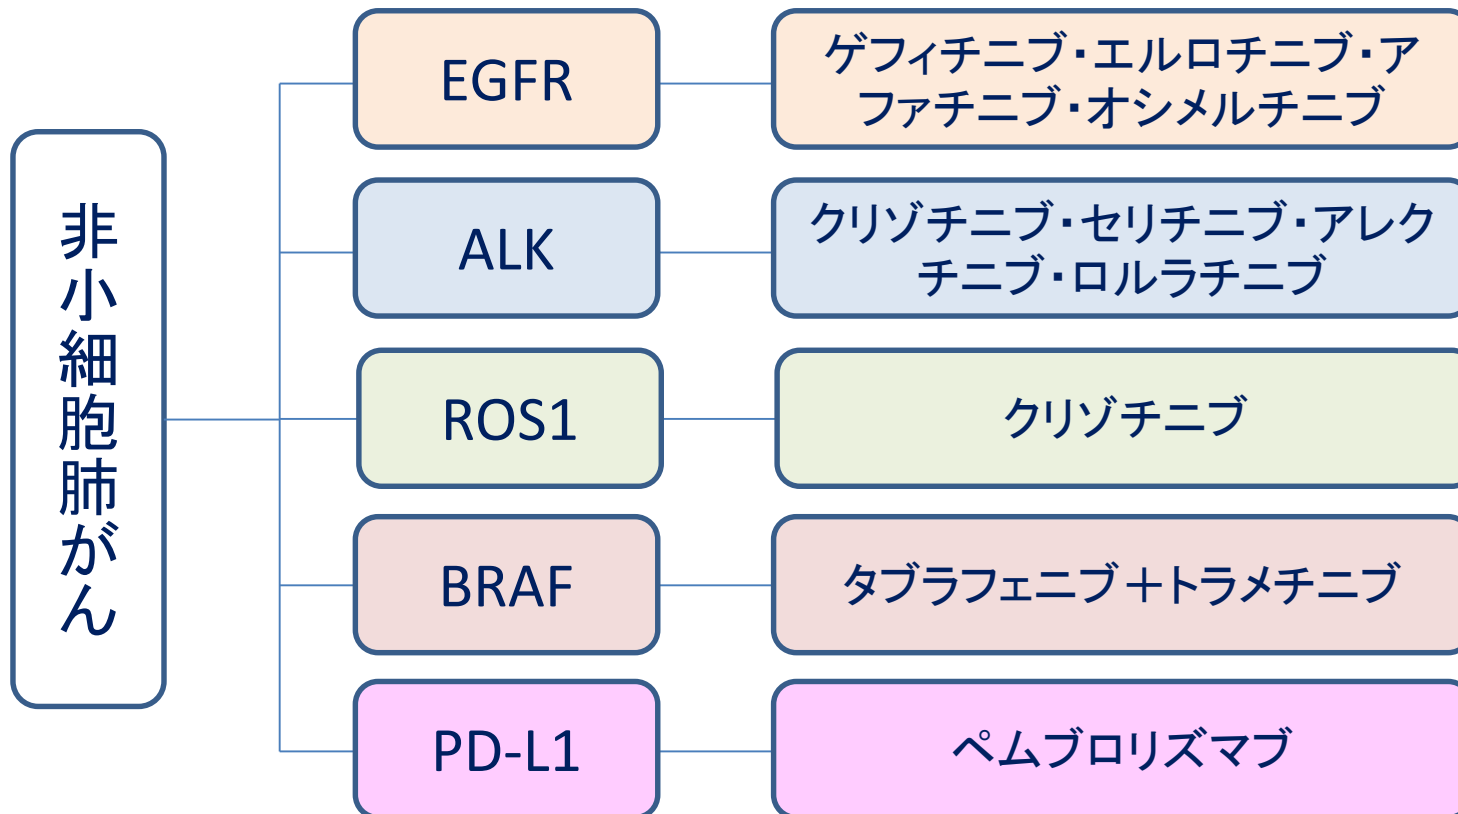 非小細胞肺がん
EGFR
ゲフィチニブ・エルロチニブ・ア
ファチニブ・オシメルチニブ
ALK
クリゾチニブ・セリチニブ・アレク
チニブ・ロルラチニブ
ROS1
クリゾチニブ
BRAF
タブラフェニブ＋トラメチニブ
PD-L1
ペムブロリズマブ